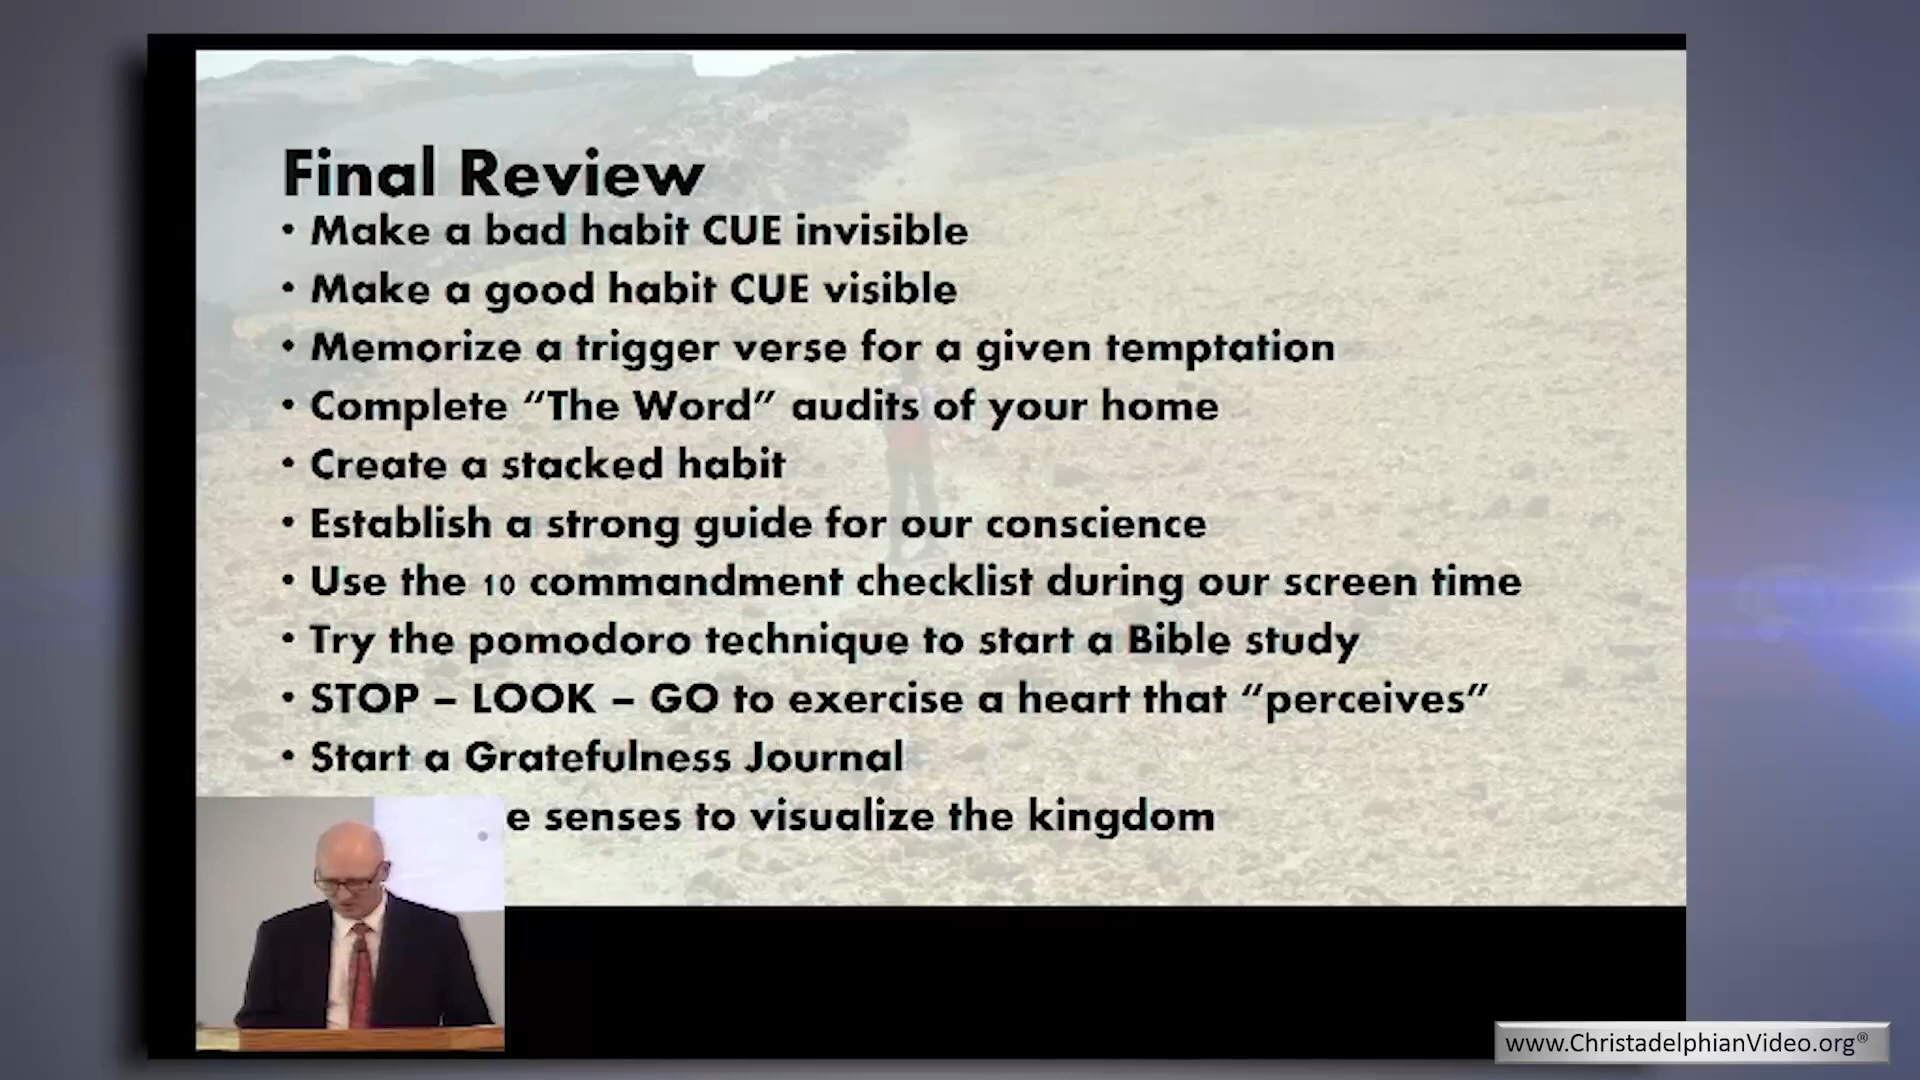 Final Review
• Make a bad habit CUE invisible
• Make a good habit CUE visible
• Memorize a trigger verse for a given temptation
• Complete “The Word” audits of your home
• Create a stacked habit
• Establish a strong guide for our conscience
• Use the 10 commandment checklist during our screen time
• Try the pomodoro technique to start a Bible study
• STOP – LOOK – GO to exercise a heart that “perceives”
• Start a Gratefulness Journal
senses to visualize the kingdom
www.ChristadelphianVideo.org®